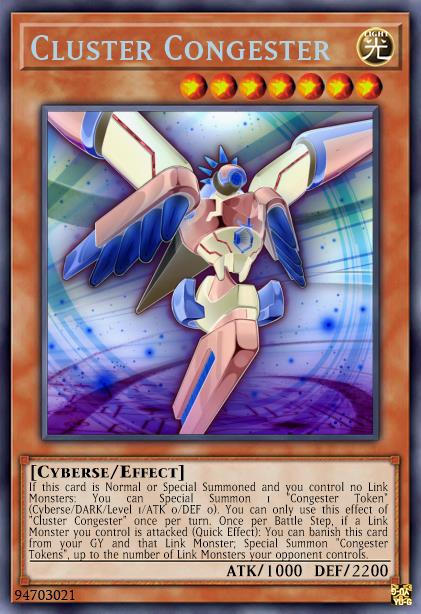 CLUSTER CONGESTER
LIGHT
光
[CYBERSE/EFFECT]
If this card is Normal or Special Summoned and you control no Link
Monsters: You can Special Summon 1 "Congester Token"
(Cyberse/DARK/Level 1/ATK 0/DEF 0). You can only use this effect of
"Cluster Congester" once per turn. Once per Battle Step, if a Link
Monster you control is attacked (Quick Effect): You can banish this card
from your GY and that Link Monster; Special Summon "Congester
Tokens", up to the number of Link Monsters your opponent controls.
ATK/1000 DEF/2200
94703021